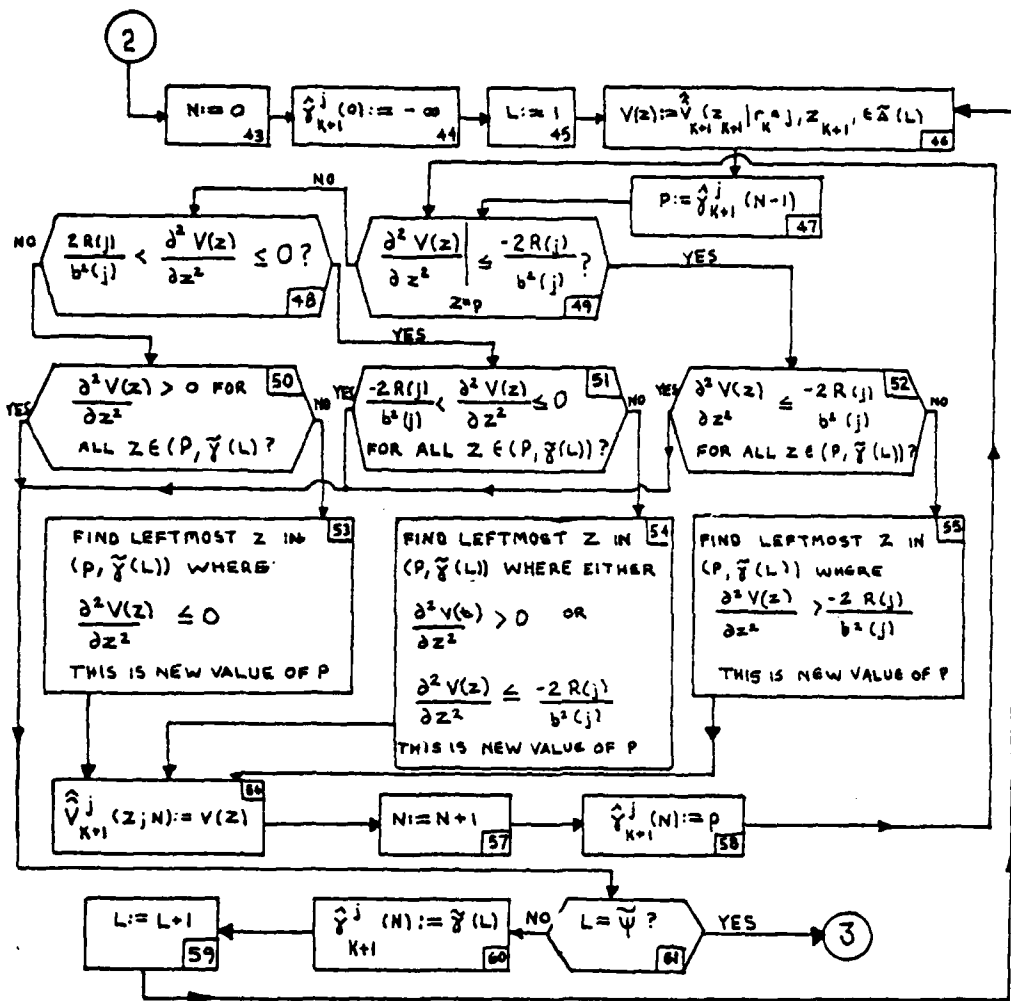 2
N:=0
43
γ̂^j_{K+1} (0):= -∞
44
L:=1
45
V(z):= V̂̂_{K+1} (z_{K+1} | r_K = j, z_{K+1}, ∈ Δ̃ (L)
46
P:= γ̂^j_{K+1} (N-1)
47
NO
2R(j) / b²(j) < ∂²V(z) / ∂z² ≤ 0?
48
NO
YES
∂²V(z) / ∂z² | z=p ≤ -2R(j) / b²(j) ?
49
YES
∂²V(z) / ∂z² > 0 FOR
ALL Z ∈ (P, γ̃ (L) ?
50
YES
NO
-2R(j) / b²(j) < ∂²V(z) / ∂z² ≤ 0
FOR ALL Z ∈ (P, γ̃(L)) ?
51
YES
NO
∂²V(z) / ∂z² ≤ -2R(j) / b²(j)
FOR ALL Z ∈ (P, γ̃(L))?
52
YES
NO
53
FIND LEFTMOST Z IN
(P, γ̃(L)) WHERE
∂²V(z) / ∂z² ≤ 0
THIS IS NEW VALUE OF P
54
FIND LEFTMOST Z IN
(P, γ̃(L)) WHERE EITHER
∂²V(z) / ∂z² > 0 OR
∂²V(z) / ∂z² ≤ -2R(j) / b²(j)
THIS IS NEW VALUE OF P
55
FIND LEFTMOST Z IN
(P, γ̃(L)) WHERE
∂²V(z) / ∂z² > -2R(j) / b²(j)
THIS IS NEW VALUE OF P
V̂̂^j_{K+1} (Z;N):= V(Z)
56
N:=N+1
57
γ̂^j_{K+1} (N):= P
58
L:= L+1
59
γ̂^j_{K+1} (N):= γ̃(L)
60
NO
L = ψ̃ ?
61
YES
3